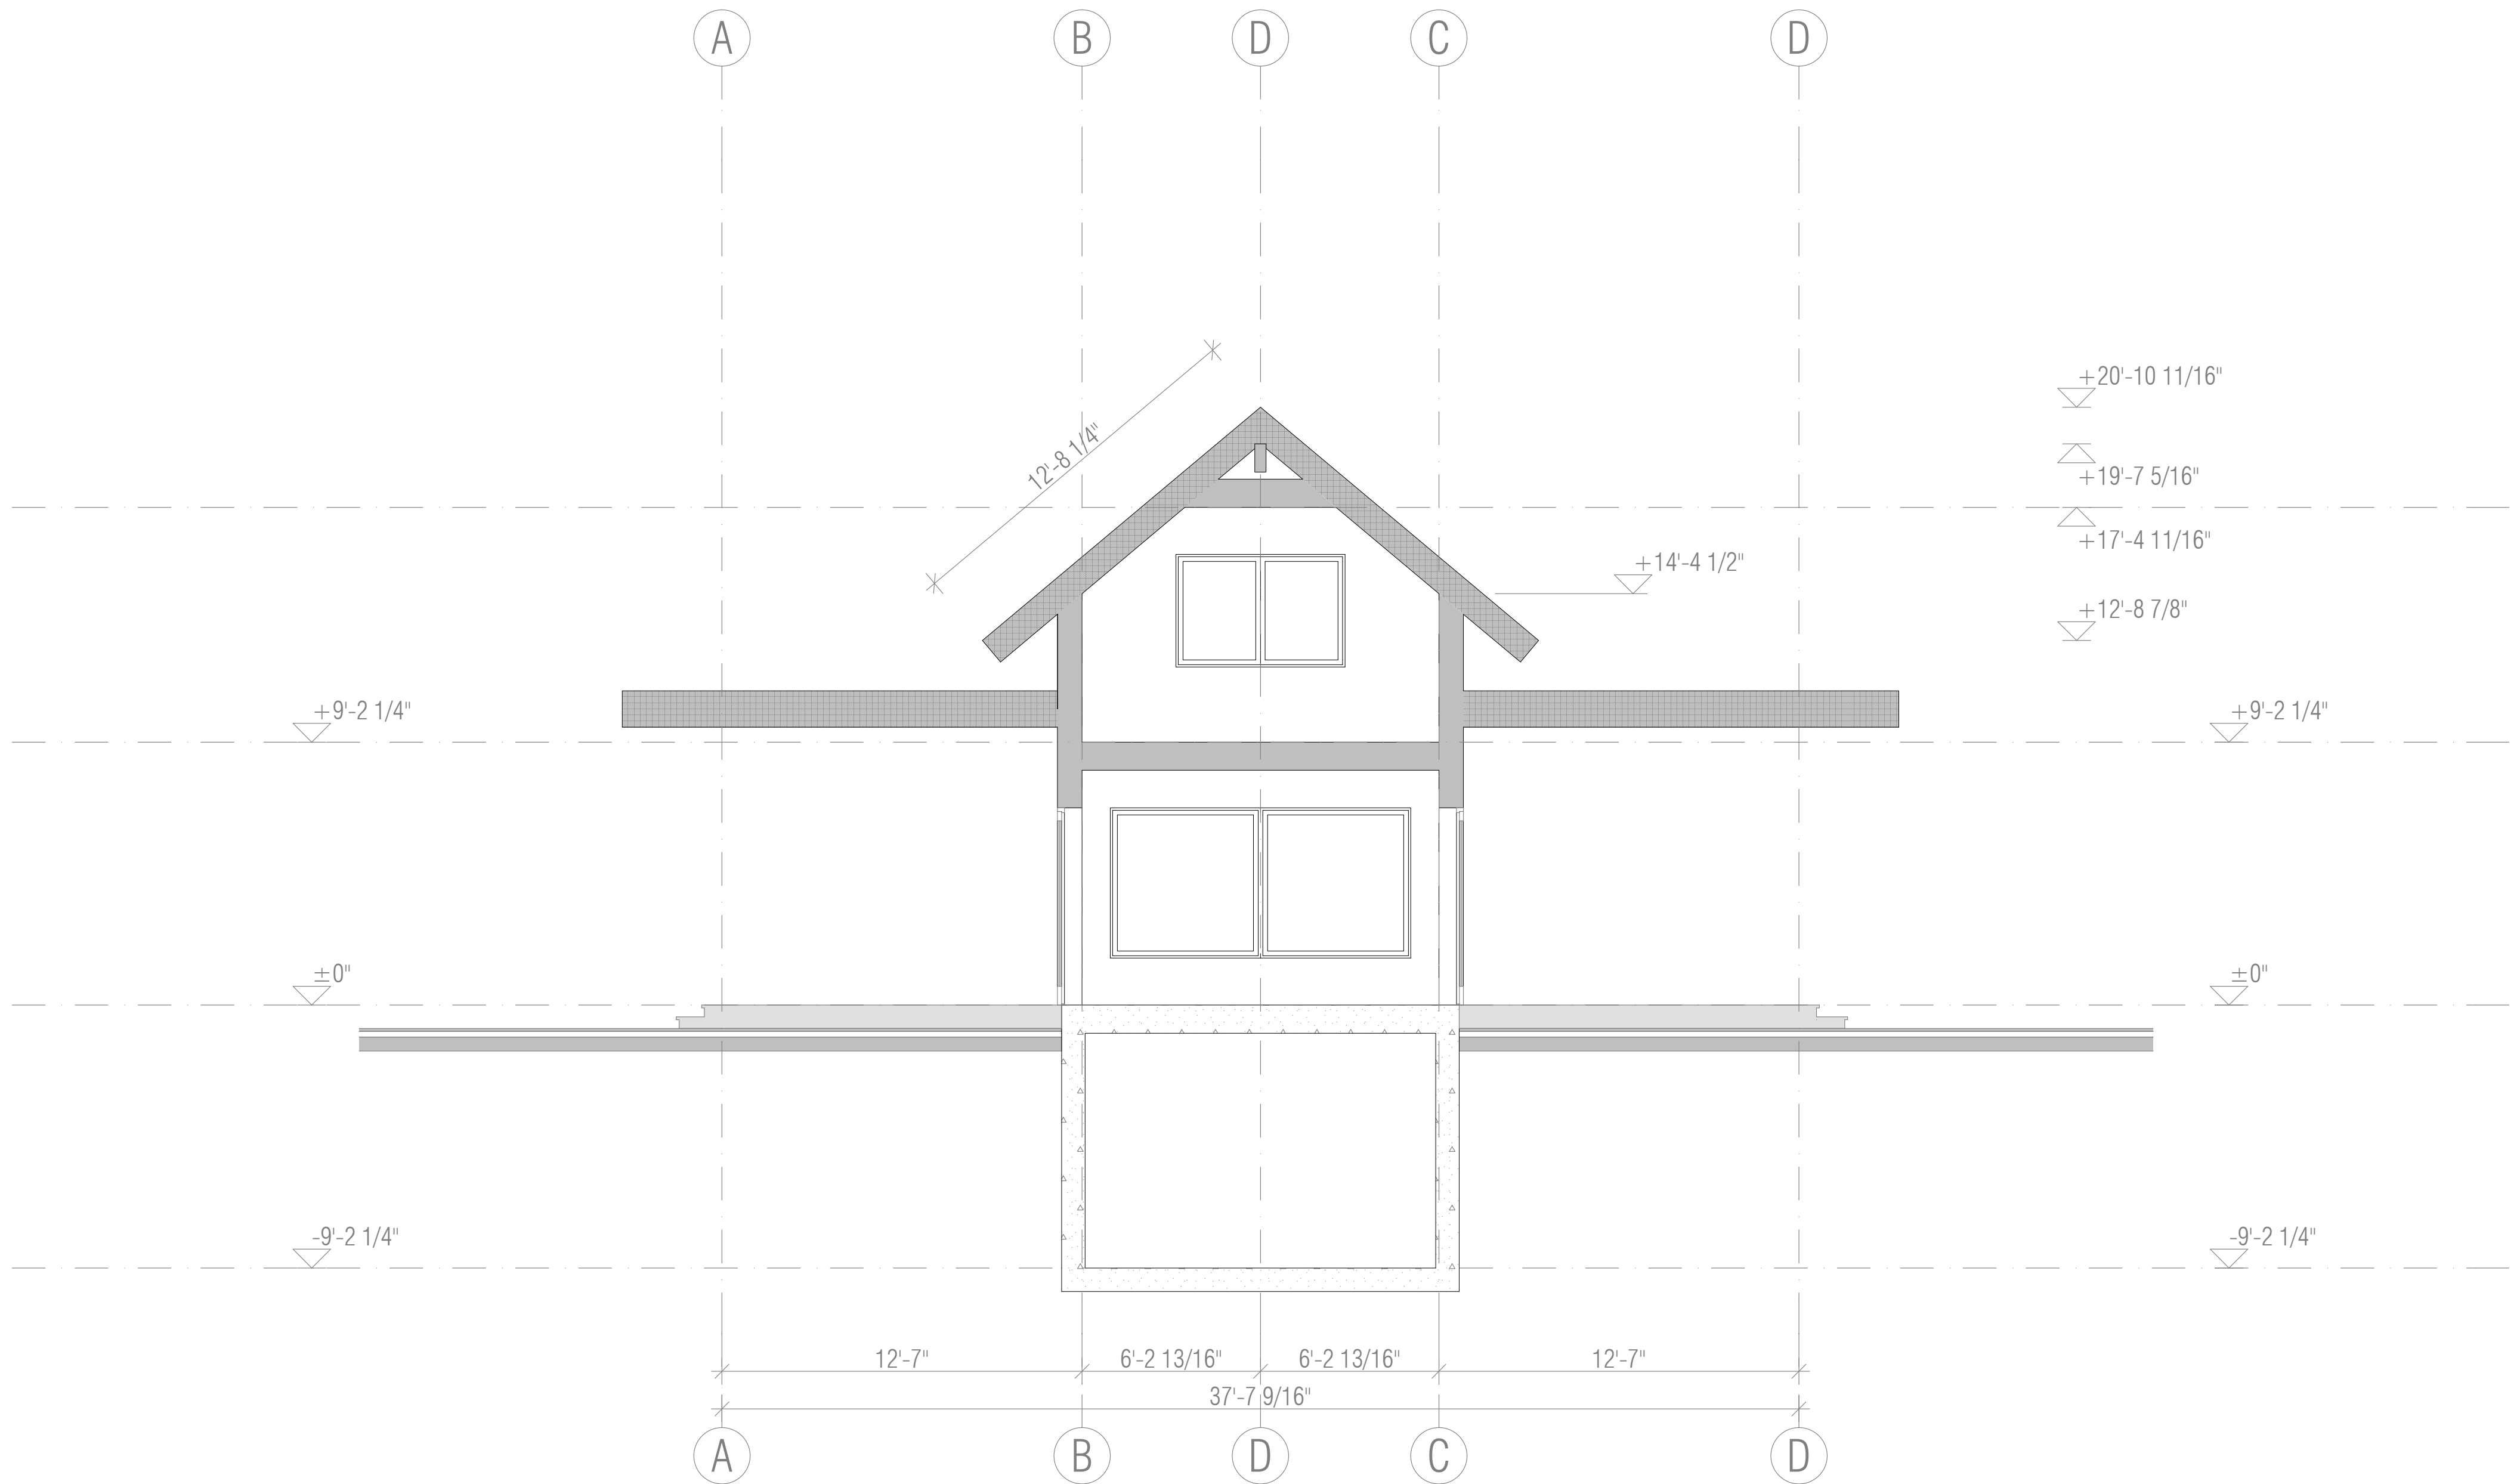 A B D C D
+20'-10 11/16"
12'-8 1/4"
+19'-7 5/16"
+17'-4 11/16"
+14'-4 1/2"
+12'-8 7/8"
+9'-2 1/4" +9'-2 1/4"
±0" ±0"
-9'-2 1/4" -9'-2 1/4"
12'-7" 6'-2 13/16" 6'-2 13/16" 12'-7"
37'-7 9/16"
A B D C D